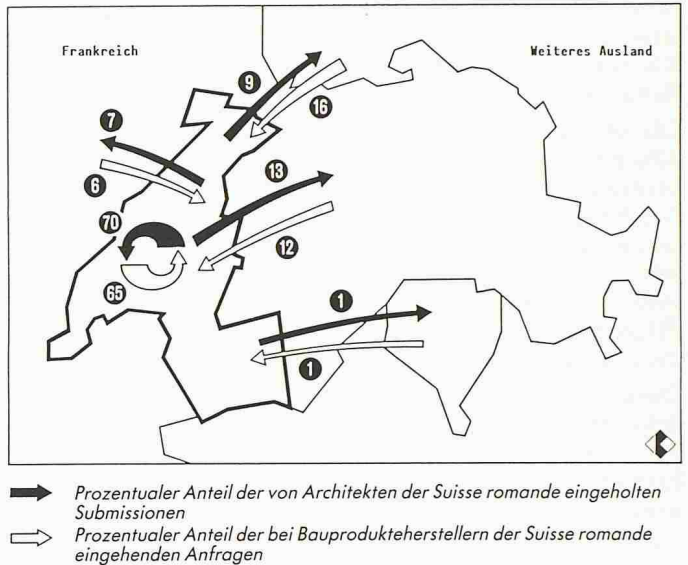 Frankreich
Weiteres Ausland
9
16
7
6
13
70
12
65
1
1
Prozentualer Anteil der von Architekten der Suisse romande eingeholten
Submissionen
Prozentualer Anteil der bei Bauprodukteherstellern der Suisse romande
eingehenden Anfragen